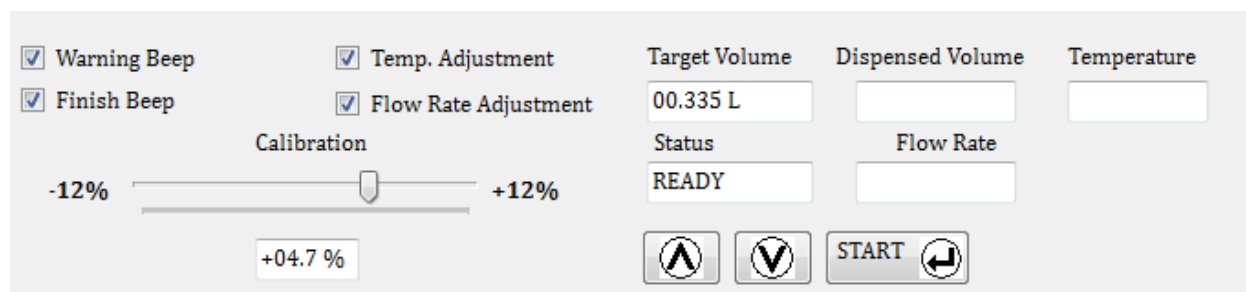 Warning Beep Temp. Adjustment Target Volume Dispensed Volume Temperature
Finish Beep Flow Rate Adjustment 00.335 L
Calibration Status Flow Rate
-12% +12% READY
+04.7 % START